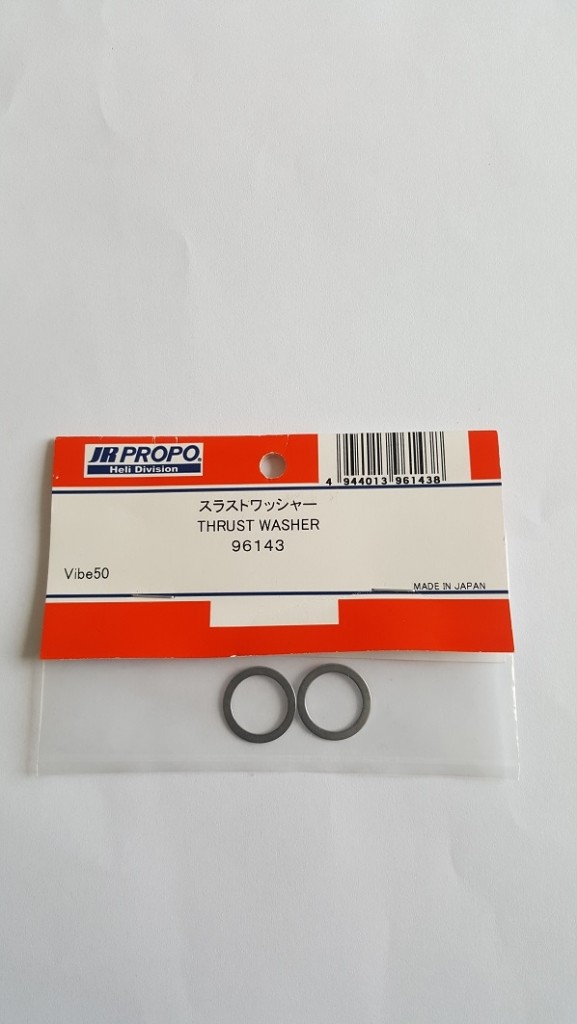 JR PROPO®
Heli Division
4 944013 961438
スラストワッシャー
THRUST WASHER
96143
Vibe50
MADE IN JAPAN